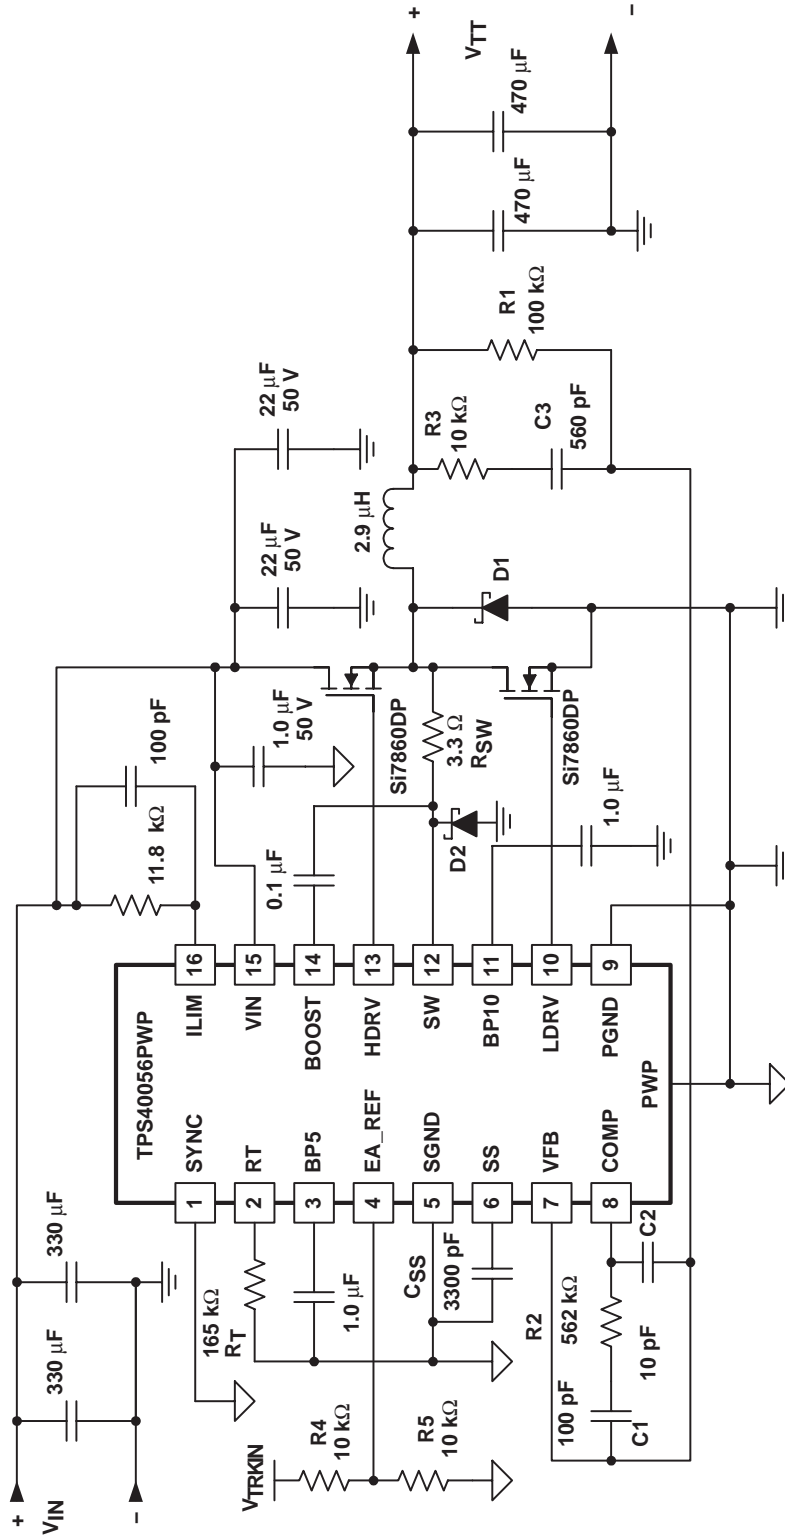 +
VIN
−
330 µF
330 µF
11.8 kΩ
100 pF
22 µF
50 V
22 µF
50 V
1.0 µF
50 V
0.1 µF
TPS40056PWP
1
SYNC
ILIM
16
2
RT
VIN
15
3
BP5
BOOST
14
4
EA_REF
HDRV
13
5
SGND
SW
12
6
SS
BP10
11
7
VFB
LDRV
10
8
COMP
PGND
9
PWP
165 kΩ
RT
1.0 µF
VTRKIN
R4
10 kΩ
R5
10 kΩ
CSS
3300 pF
R2
562 kΩ
100 pF
C1
10 pF
C2
Si7860DP
3.3 Ω
RSW
D2
Si7860DP
1.0 µF
D1
2.9 µH
R3
10 kΩ
C3
560 pF
R1
100 kΩ
470 µF
470 µF
+
VTT
−